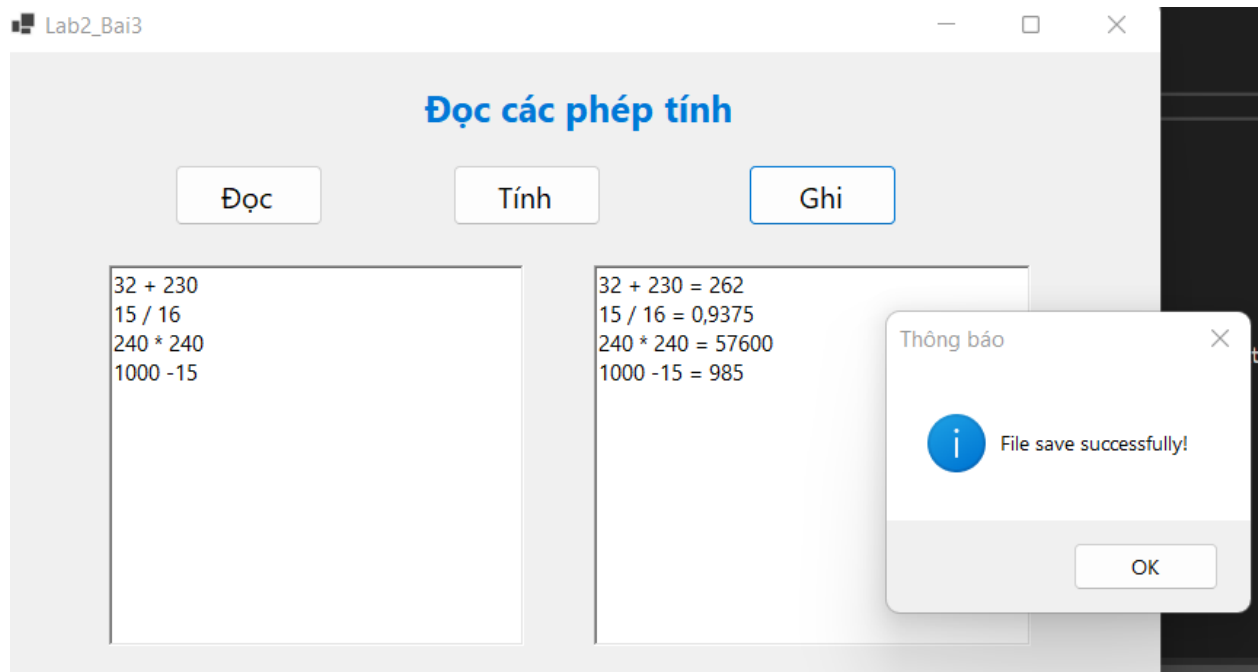 Lab2_Bai3
Đọc các phép tính
Đọc
Tính
Ghi
32 + 230
15 / 16
240 * 240
1000 -15
32 + 230 = 262
15 / 16 = 0,9375
240 * 240 = 57600
1000 -15 = 985
Thông báo
File save successfully!
OK